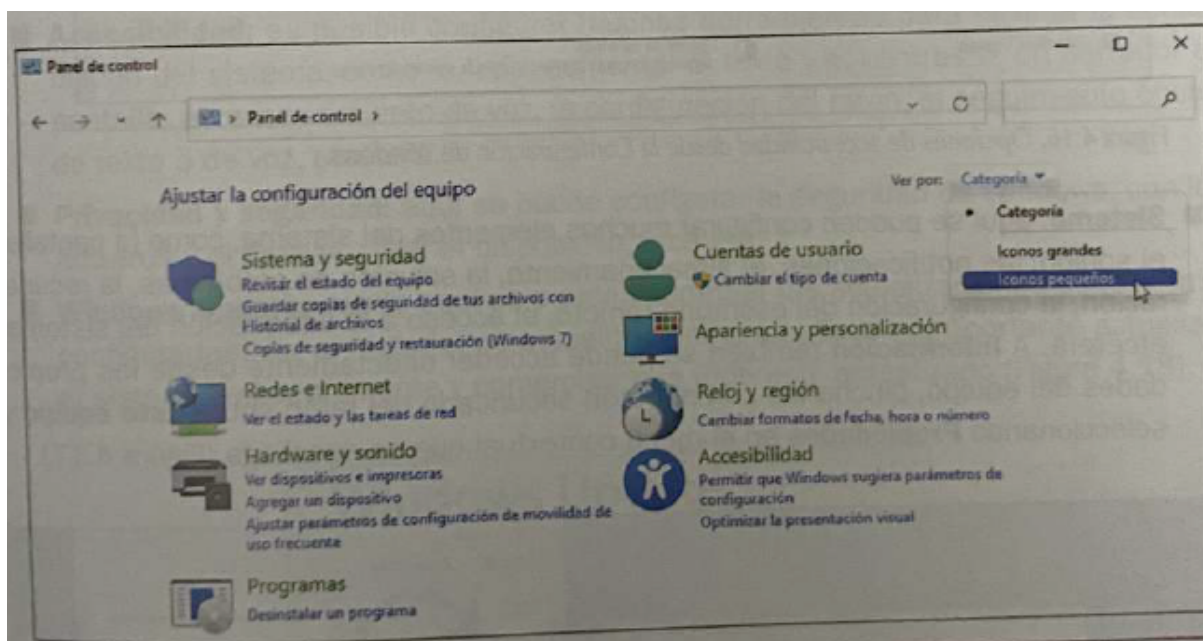 Panel de control
Panel de control
Ajustar la configuración del equipo
Ver por: Categoría
Categoría
Iconos grandes
Iconos pequeños
Sistema y seguridad
Revisar el estado del equipo
Guardar copias de seguridad de tus archivos con
Historial de archivos
Copias de seguridad y restauración (Windows 7)
Redes e Internet
Ver el estado y las tareas de red
Hardware y sonido
Ver dispositivos e impresoras
Agregar un dispositivo
Ajustar parámetros de configuración de movilidad de
uso frecuente
Programas
Desinstalar un programa
Cuentas de usuario
Cambiar el tipo de cuenta
Apariencia y personalización
Reloj y región
Cambiar formatos de fecha, hora o número
Accesibilidad
Permitir que Windows sugiera parámetros de
configuración
Optimizar la presentación visual